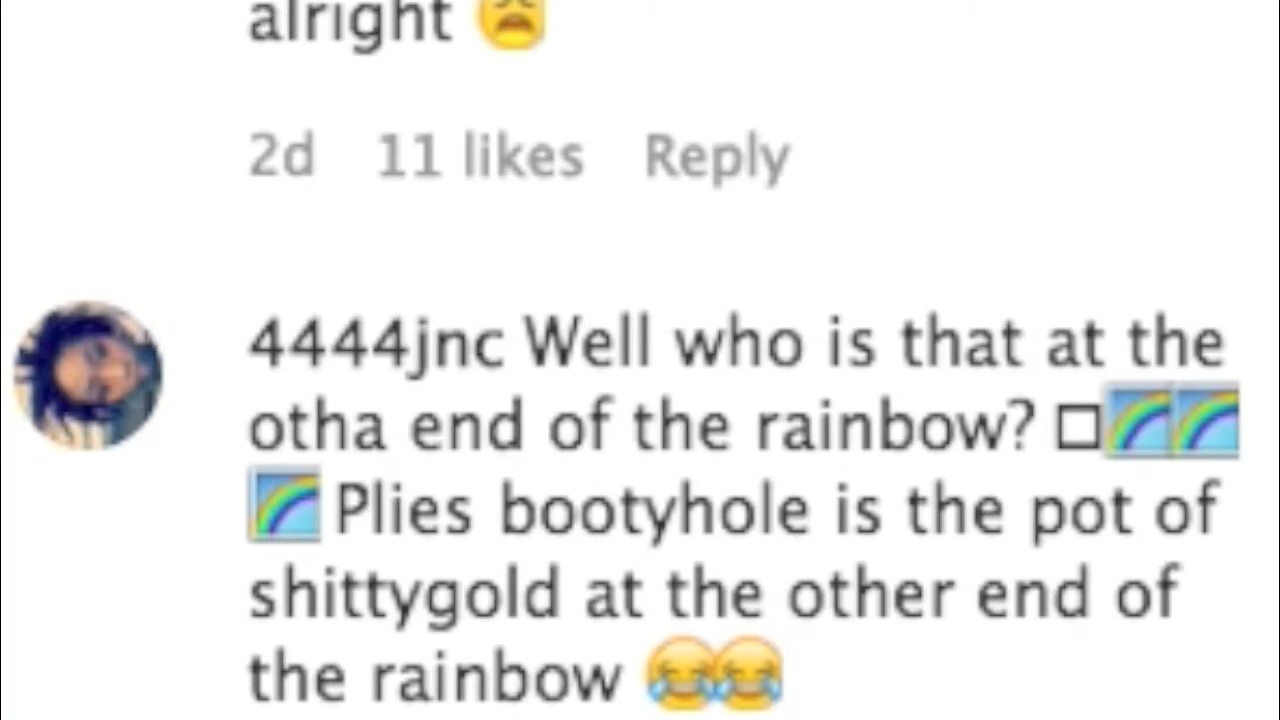 alright 😩
2d 11 likes Reply
4444jnc Well who is that at the
otha end of the rainbow? □🌈🌈
🌈 Plies bootyhole is the pot of
shittygold at the other end of
the rainbow 😂😂